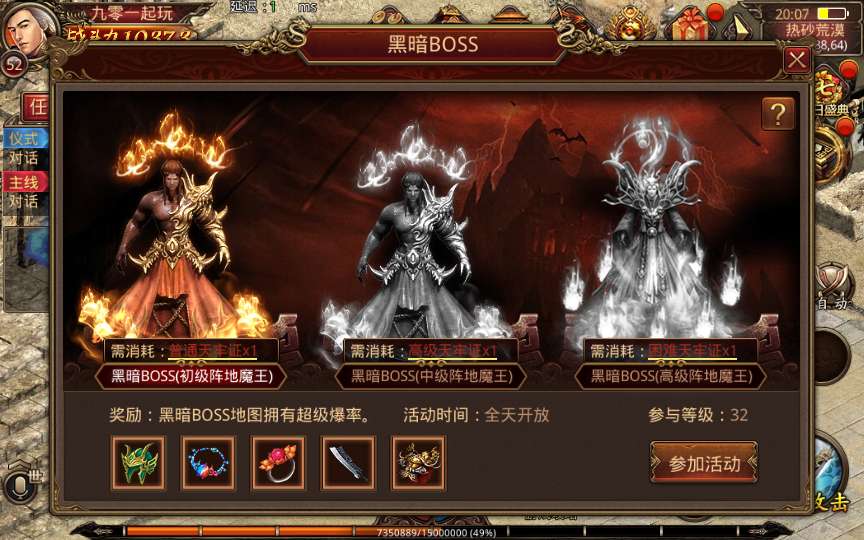 九零一起玩
战斗力10373
延迟：1 ms
52
20:07
热砂荒漠
38,64)
黑暗BOSS
?
任
仪式
对话
主线
对话
日盛典
自动
需消耗：普通天牢证x1
黑暗BOSS(初级阵地魔王)
需消耗：高级天牢证x1
黑暗BOSS(中级阵地魔王)
需消耗：困难天牢证x1
黑暗BOSS(高级阵地魔王)
奖励：黑暗BOSS地图拥有超级爆率。
活动时间：全天开放
参与等级：32
参加活动
世
攻击
7350889/15000000 (49%)